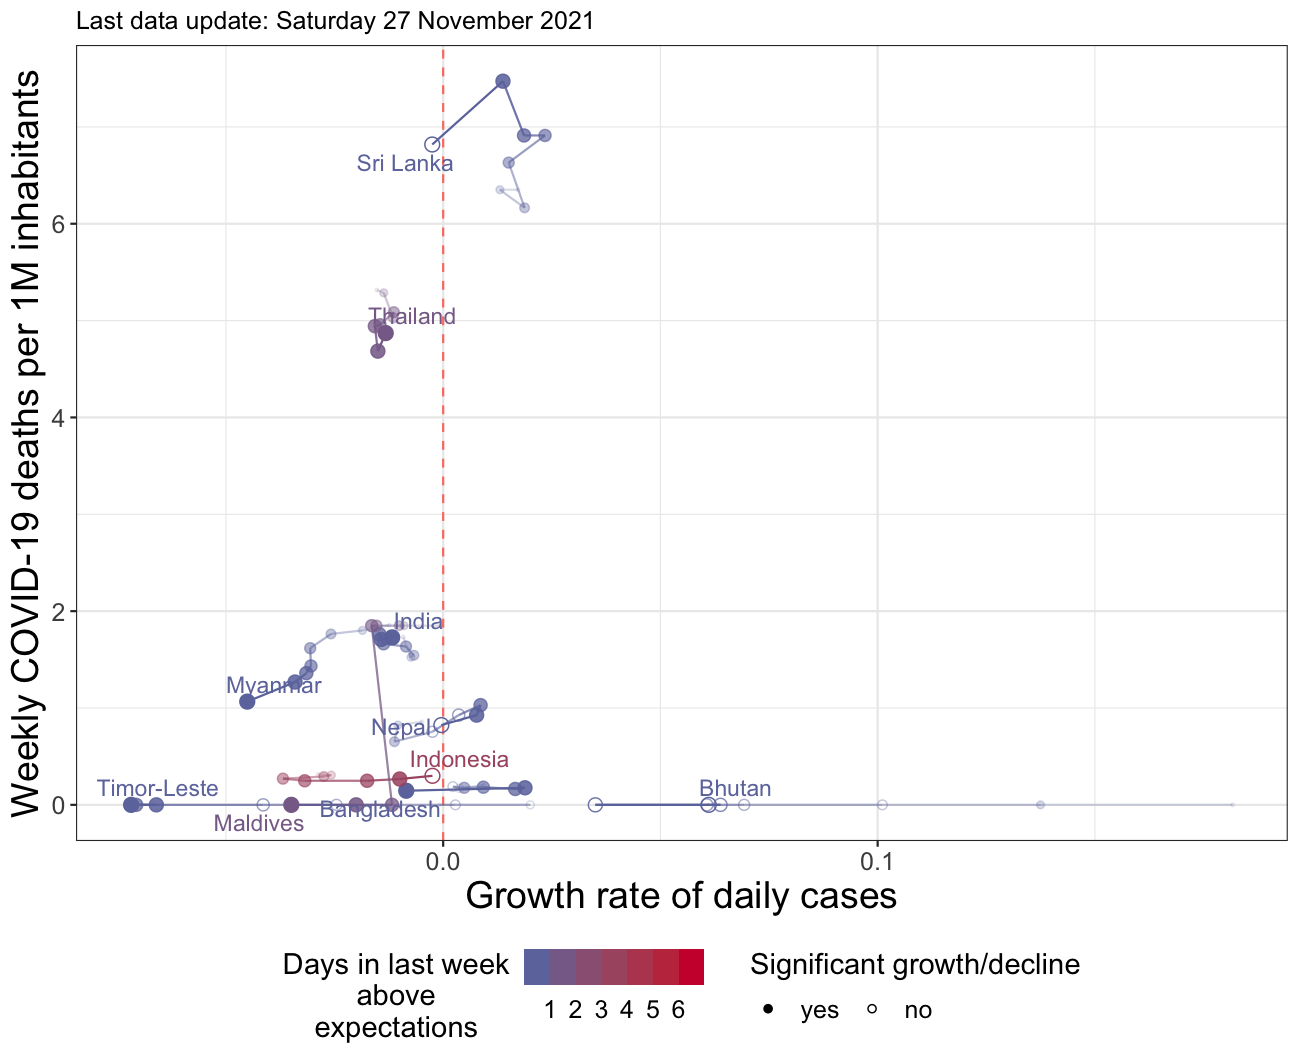 Last data update: Saturday 27 November 2021
Weekly COVID-19 deaths per 1M inhabitants
6
4
2
0
Sri Lanka
Thailand
India
Myanmar
Nepal
Indonesia
Timor-Leste
Bhutan
Bangladesh
Maldives
0.0
0.1
Growth rate of daily cases
Days in last week
above
expectations
1 2 3 4 5 6
Significant growth/decline
yes no